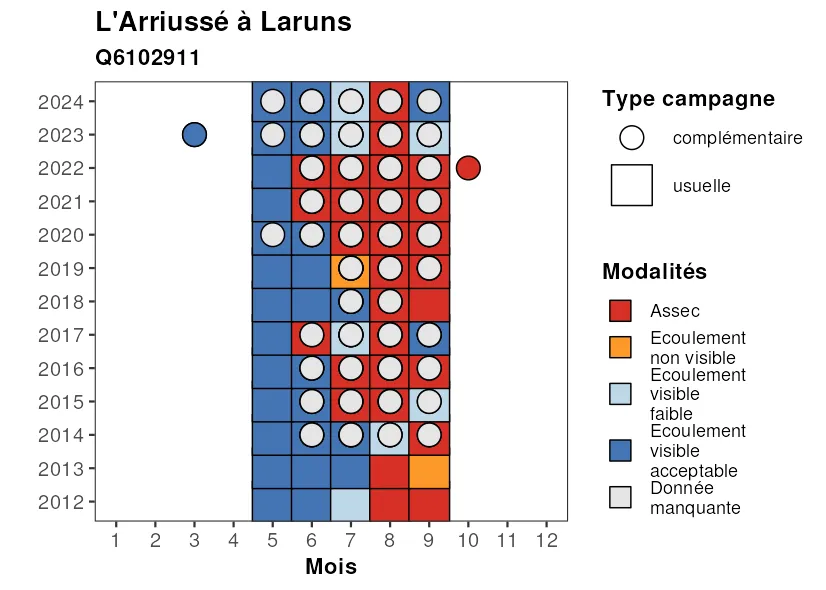 L'Arriussé à Laruns
Q6102911
2024
2023
2022
2021
2020
2019
2018
2017
2016
2015
2014
2013
2012
1 2 3 4 5 6 7 8 9 10 11 12
Mois
Type campagne
complémentaire
usuelle
Modalités
Assec
Ecoulement
non visible
Ecoulement
visible
faible
Ecoulement
visible
acceptable
Donnée
manquante